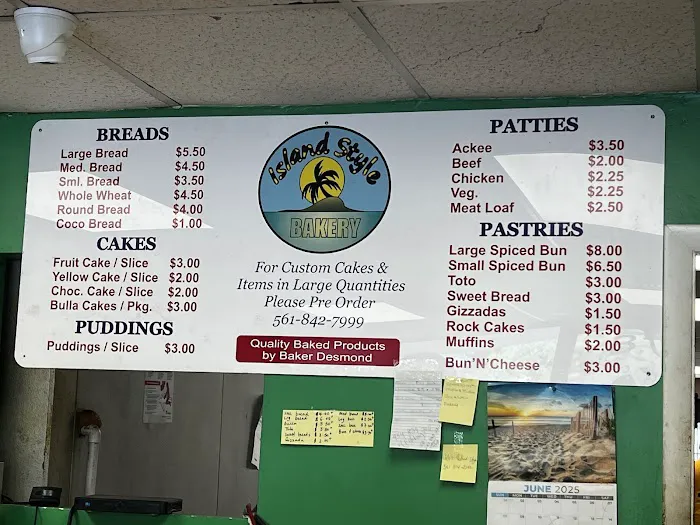 BREADS
Large Bread $5.50
Med. Bread $4.50
Sml. Bread $3.50
Whole Wheat $4.50
Round Bread $4.00
Coco Bread $1.00
CAKES
Fruit Cake / Slice $3.00
Yellow Cake / Slice $2.00
Choc. Cake / Slice $2.00
Bulla Cakes / Pkg. $3.00
PUDDINGS
Puddings / Slice $3.00
Island Style
BAKERY
For Custom Cakes &
Items in Large Quantities
Please Pre Order
561-842-7999
Quality Baked Products
by Baker Desmond
PATTIES
Ackee $3.50
Beef $2.00
Chicken $2.25
Veg. $2.25
Meat Loaf $2.50
PASTRIES
Large Spiced Bun $8.00
Small Spiced Bun $6.50
Toto $3.00
Sweet Bread $3.00
Gizzadas $1.50
Rock Cakes $1.50
Muffins $2.00
Bun'N'Cheese $3.00
JUNE 2025